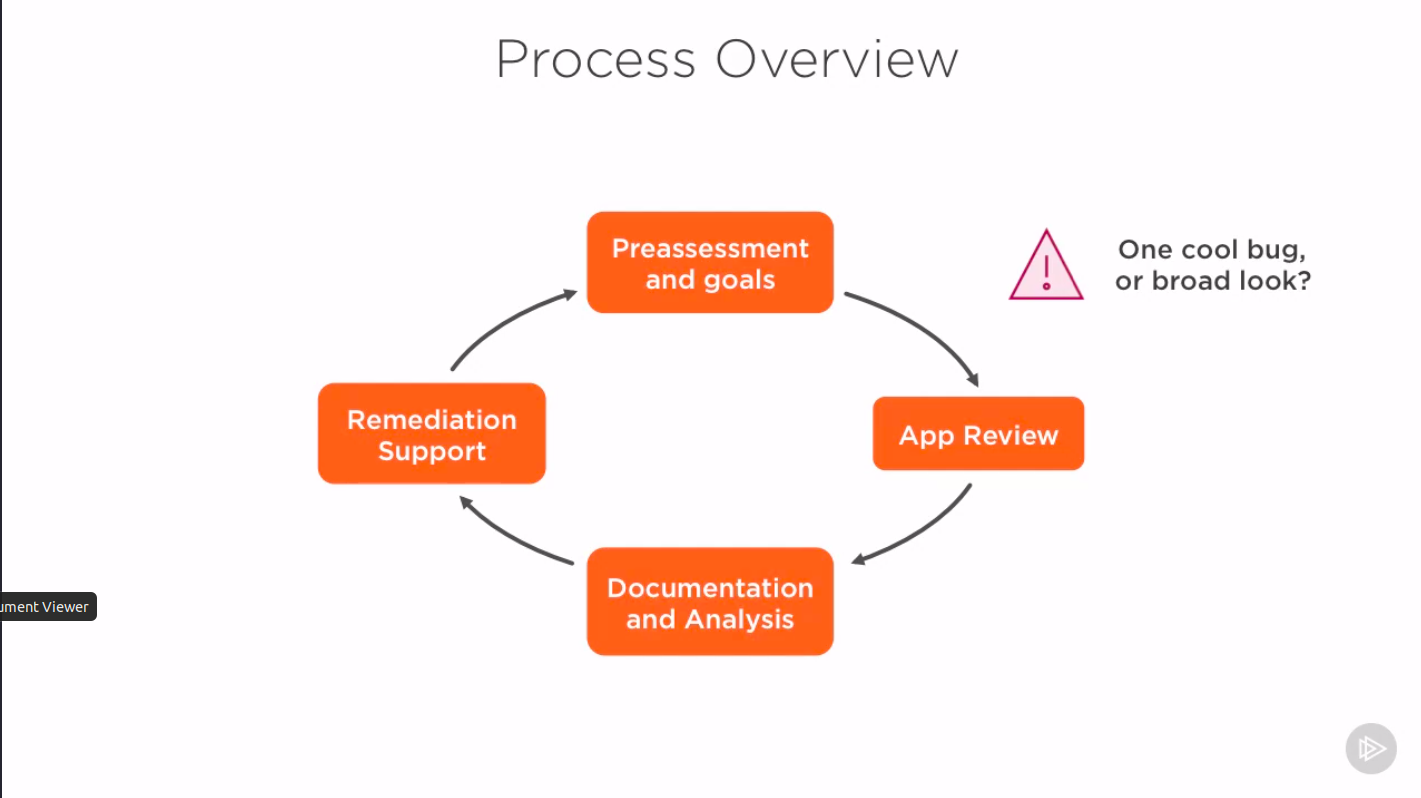 Process Overview
Preassessment
and goals
One cool bug,
or broad look?
Remediation
Support
App Review
Documentation
and Analysis
ument Viewer